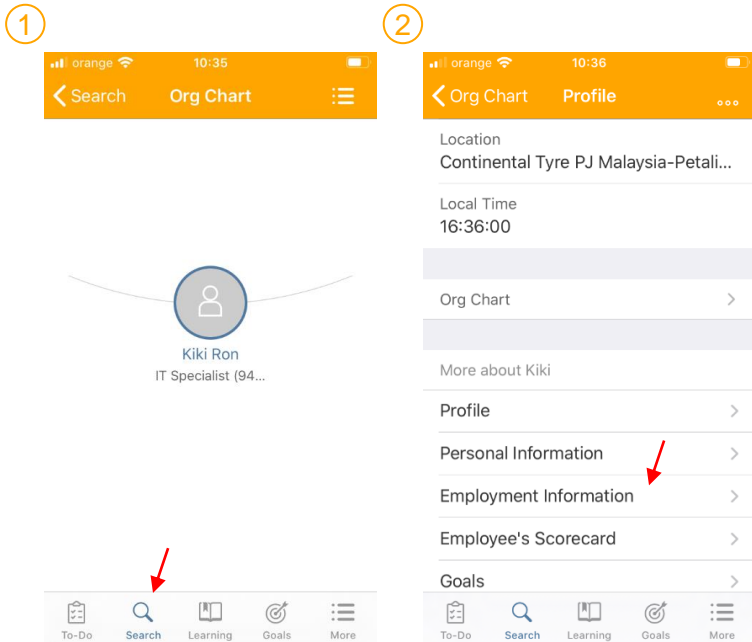 1
orange 10:35
Search Org Chart
Kiki Ron
IT Specialist (94...
To-Do Search Learning Goals More
2
orange 10:36
Org Chart Profile
Location
Continental Tyre PJ Malaysia-Petali...
Local Time
16:36:00
Org Chart
More about Kiki
Profile
Personal Information
Employment Information
Employee's Scorecard
Goals
To-Do Search Learning Goals More